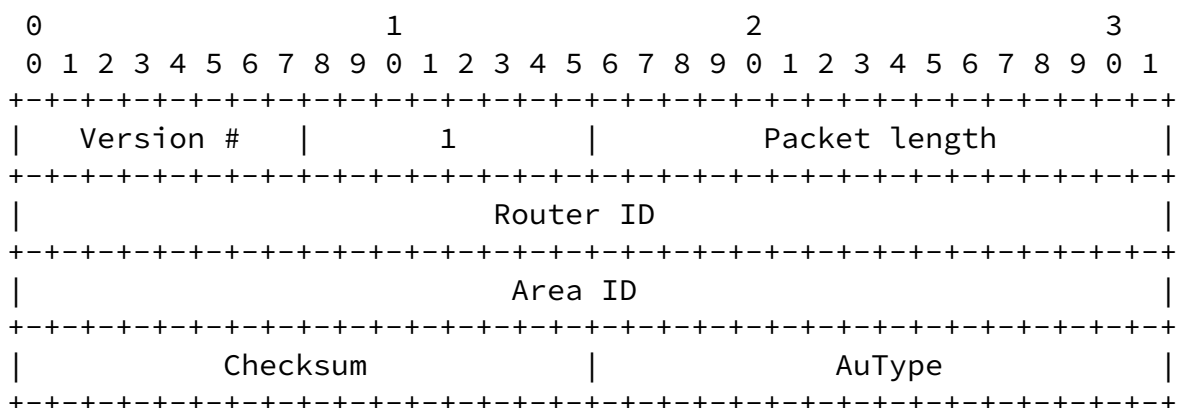 0                   1                   2                   3
0 1 2 3 4 5 6 7 8 9 0 1 2 3 4 5 6 7 8 9 0 1 2 3 4 5 6 7 8 9 0 1
+-+-+-+-+-+-+-+-+-+-+-+-+-+-+-+-+-+-+-+-+-+-+-+-+-+-+-+-+-+-+-+-+
|   Version #   |       1       |         Packet length         |
+-+-+-+-+-+-+-+-+-+-+-+-+-+-+-+-+-+-+-+-+-+-+-+-+-+-+-+-+-+-+-+-+
|                          Router ID                            |
+-+-+-+-+-+-+-+-+-+-+-+-+-+-+-+-+-+-+-+-+-+-+-+-+-+-+-+-+-+-+-+-+
|                           Area ID                             |
+-+-+-+-+-+-+-+-+-+-+-+-+-+-+-+-+-+-+-+-+-+-+-+-+-+-+-+-+-+-+-+-+
|           Checksum            |             AuType            |
+-+-+-+-+-+-+-+-+-+-+-+-+-+-+-+-+-+-+-+-+-+-+-+-+-+-+-+-+-+-+-+-+